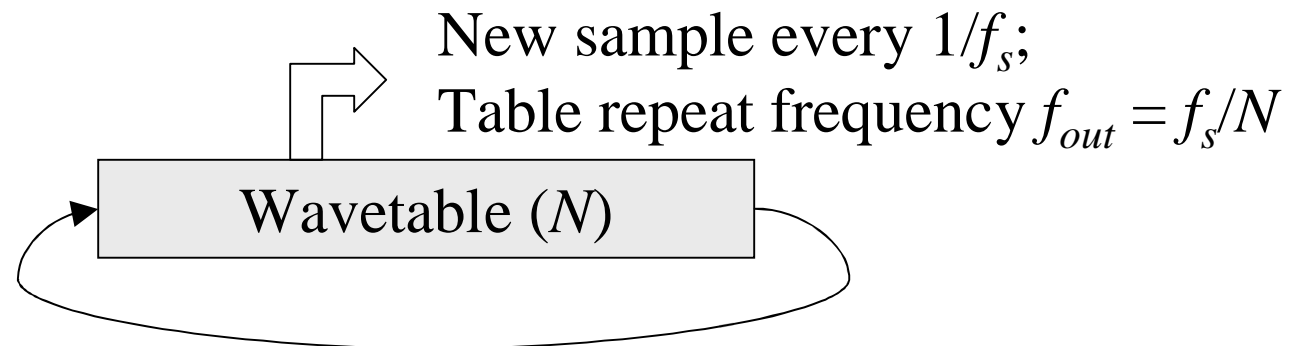 New sample every 1/fs;
Table repeat frequency fout = fs/N
Wavetable (N)